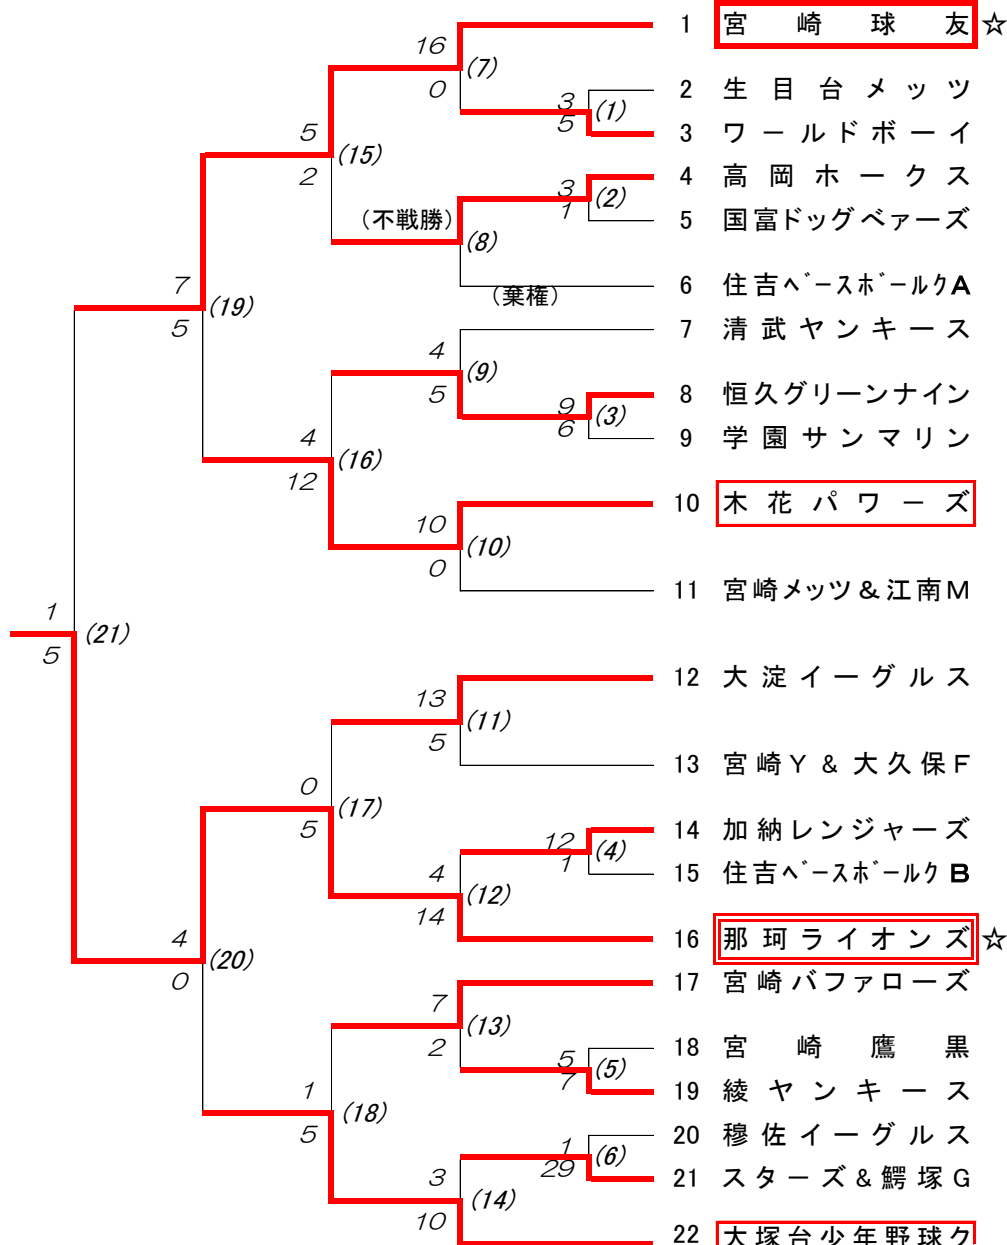 1 宮崎球友 ☆
16
(7)
0
2 生目台メッツ
3
(1)
5
3 ワールドボーイ
5
(15)
2
4 高岡ホークス
3
(2)
1
5 国富ドッグベァーズ
(不戦勝)
(8)
6 住吉ベースボールクA
(棄権)
7
(19)
5
7 清武ヤンキース
4
(9)
5
8 恒久グリーンナイン
9
(3)
6
9 学園サンマリン
4
(16)
12
10 木花パワーズ
10
(10)
0
11 宮崎メッツ&江南M
1
(21)
5
12 大淀イーグルス
13
(11)
5
13 宮崎Y&大久保F
0
(17)
5
14 加納レンジャーズ
12
(4)
1
15 住吉ベースボールクB
4
(12)
14
16 那珂ライオンズ ☆
4
(20)
0
17 宮崎バファローズ
7
(13)
2
18 宮崎鷹黒
5
(5)
7
19 綾ヤンキース
1
(18)
5
20 穆佐イーグルス
1
(6)
29
21 スターズ&鰐塚G
3
(14)
10
22 大塚台少年野球ク